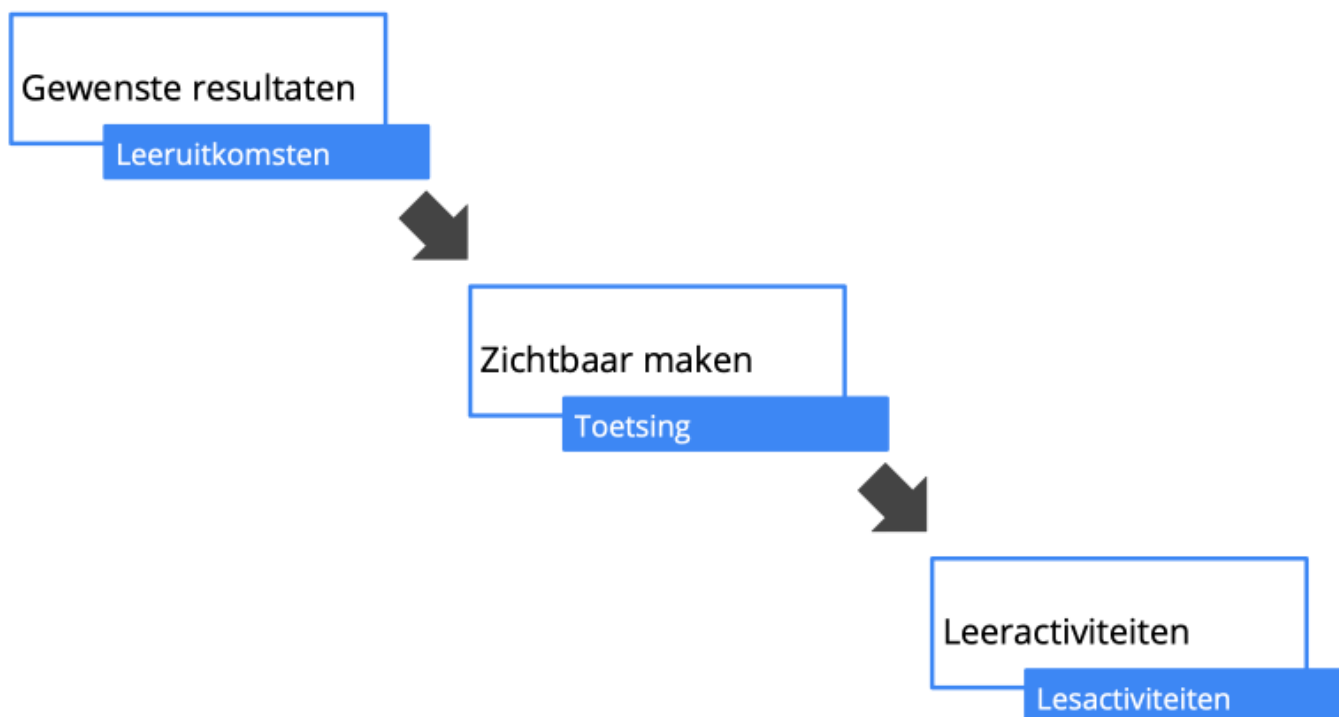 Gewenste resultaten
Leeruitkomsten
Zichtbaar maken
Toetsing
Leeractiviteiten
Lesactiviteiten